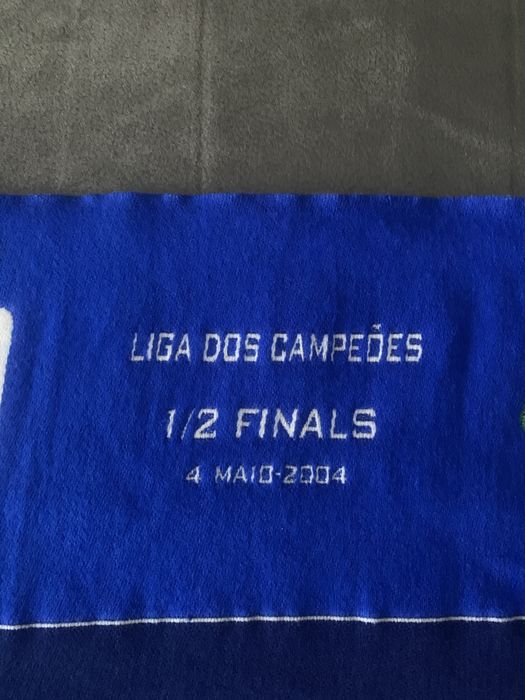 LIGA DOS CAMPEÕES
1/2 FINALS
4 MAIO-2004